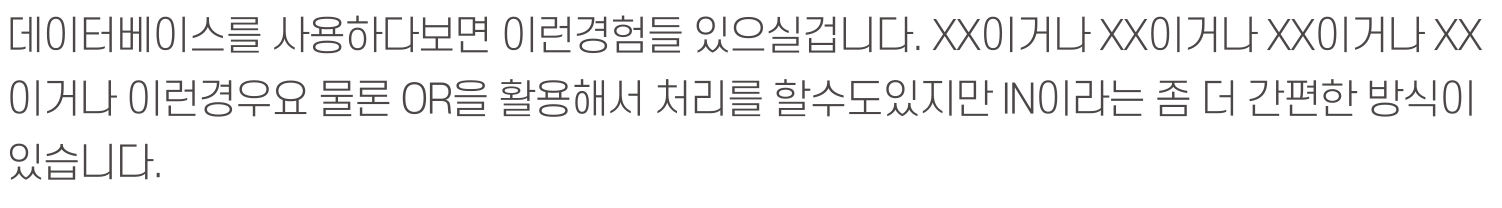 데이터베이스를 사용하다보면 이런경험들 있으실겁니다. XX이거나 XX이거나 XX이거나 XX
이거나 이런경우요 물론 OR을 활용해서 처리를 할수도있지만 IN이라는 좀 더 간편한 방식이
있습니다.